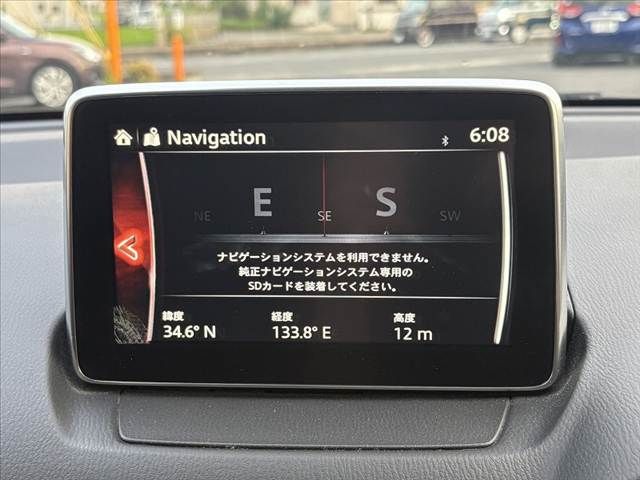 Navigation
6:08
NE E SE S SW
ナビゲーションシステムを利用できません。
純正ナビゲーションシステム専用の
SDカードを装着してください。
緯度 経度 高度
34.6° N 133.8° E 12 m